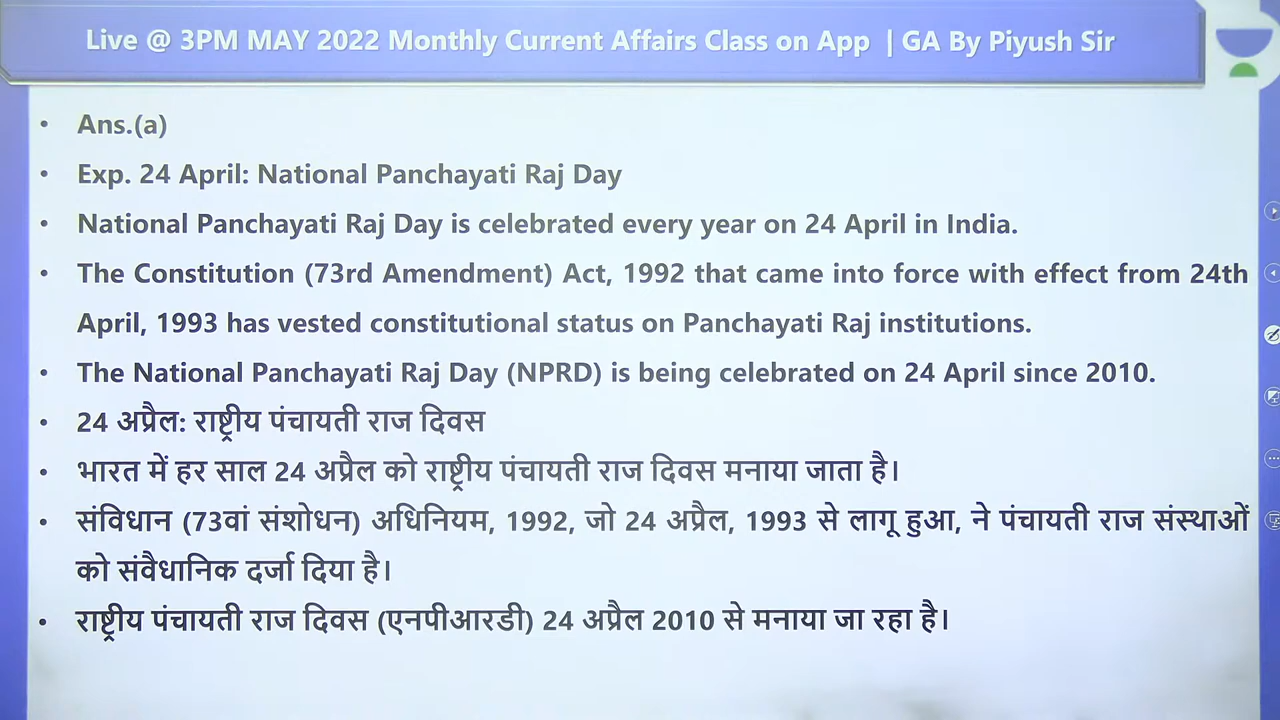 Live @ 3PM MAY 2022 Monthly Current Affairs Class on App | GA By Piyush Sir
• Ans.(a)
• Exp. 24 April: National Panchayati Raj Day
• National Panchayati Raj Day is celebrated every year on 24 April in India.
• The Constitution (73rd Amendment) Act, 1992 that came into force with effect from 24th
April, 1993 has vested constitutional status on Panchayati Raj institutions.
• The National Panchayati Raj Day (NPRD) is being celebrated on 24 April since 2010.
• 24 अप्रैल: राष्ट्रीय पंचायती राज दिवस
• भारत में हर साल 24 अप्रैल को राष्ट्रीय पंचायती राज दिवस मनाया जाता है।
• संविधान (73वां संशोधन) अधिनियम, 1992, जो 24 अप्रैल, 1993 से लागू हुआ, ने पंचायती राज संस्थाओं
को संवैधानिक दर्जा दिया है।
• राष्ट्रीय पंचायती राज दिवस (एनपीआरडी) 24 अप्रैल 2010 से मनाया जा रहा है।